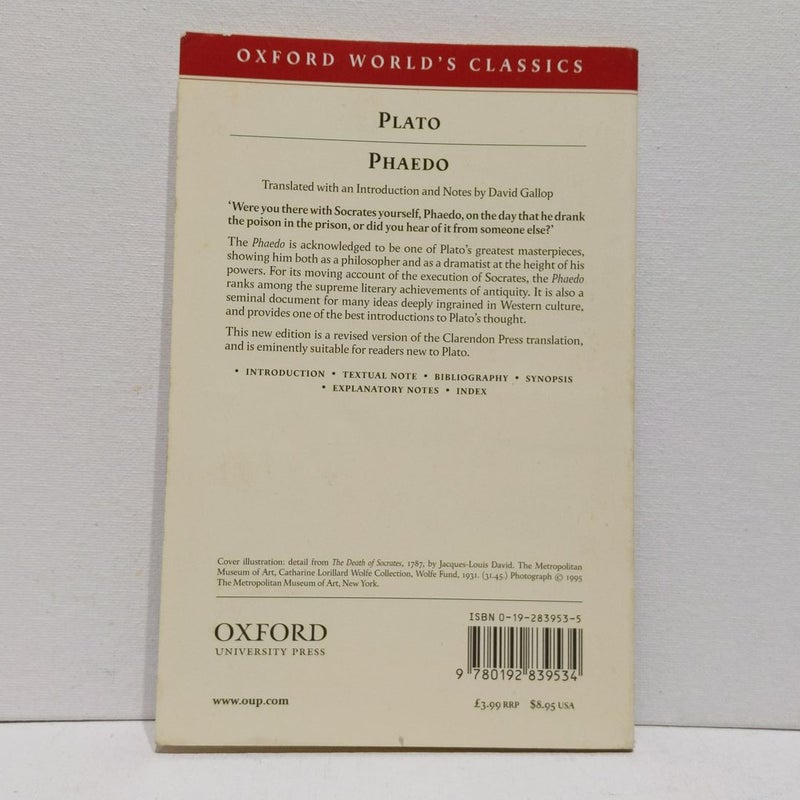 OXFORD WORLD'S CLASSICS
PLATO
PHAEDO
Translated with an Introduction and Notes by David Gallop
‘Were you there with Socrates yourself, Phaedo, on the day that he drank
the poison in the prison, or did you hear of it from someone else?’
The Phaedo is acknowledged to be one of Plato's greatest masterpieces,
showing him both as a philosopher and as a dramatist at the height of his
powers. For its moving account of the execution of Socrates, the Phaedo
ranks among the supreme literary achievements of antiquity. It is also a
seminal document for many ideas deeply ingrained in Western culture,
and provides one of the best introductions to Plato's thought.
This new edition is a revised version of the Clarendon Press translation,
and is eminently suitable for readers new to Plato.
• INTRODUCTION • TEXTUAL NOTE • BIBLIOGRAPHY • SYNOPSIS
• EXPLANATORY NOTES • INDEX
Cover illustration: detail from The Death of Socrates, 1787, by Jacques-Louis David. The Metropolitan
Museum of Art, Catharine Lorillard Wolfe Collection, Wolfe Fund, 1931. (31.45.) Photograph © 1995
The Metropolitan Museum of Art, New York.
OXFORD
UNIVERSITY PRESS
www.oup.com
ISBN 0-19-283953-5
9 780192 839534
£3.99 RRP $8.95 USA